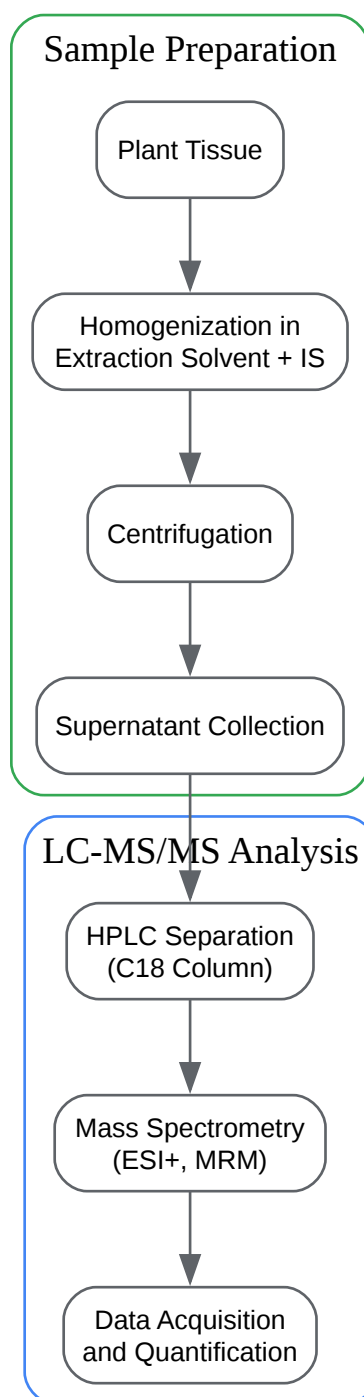 Sample Preparation
Plant Tissue
Homogenization in
Extraction Solvent + IS
Centrifugation
Supernatant Collection
LC-MS/MS Analysis
HPLC Separation
(C18 Column)
Mass Spectrometry
(ESI+, MRM)
Data Acquisition
and Quantification